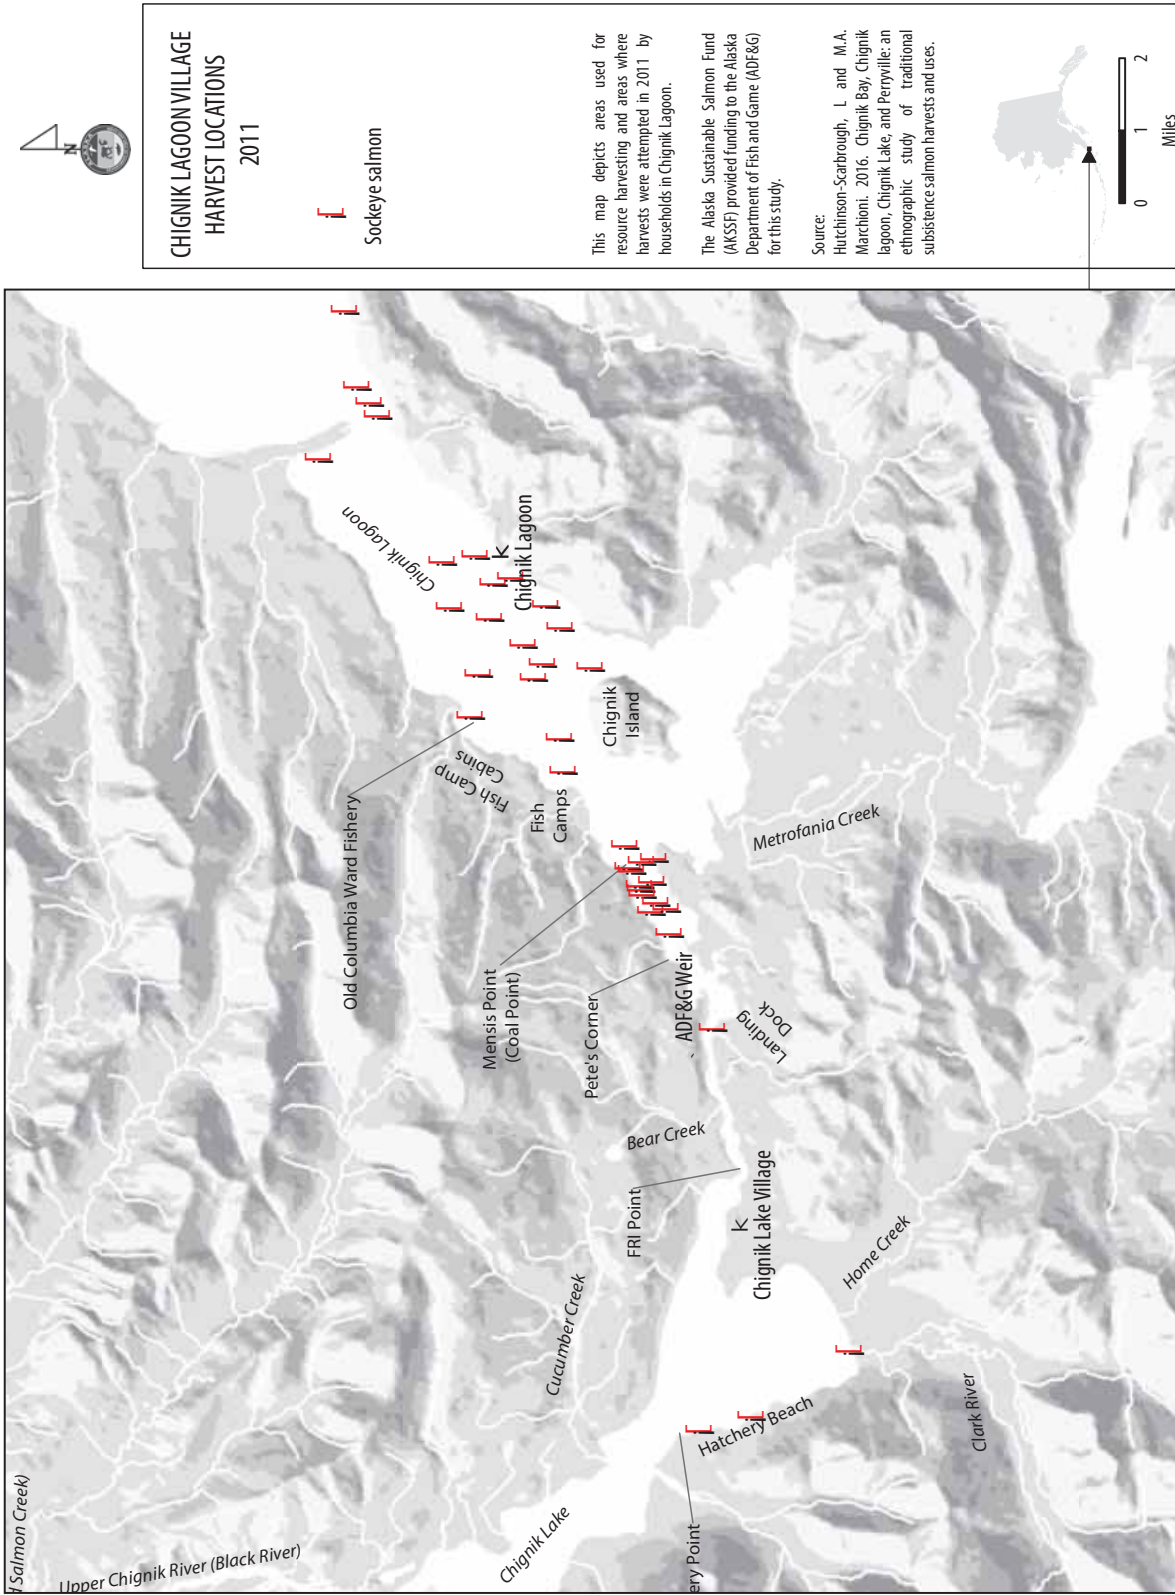 CHIGNIK LAGOON VILLAGE
HARVEST LOCATIONS
2011
Sockeye salmon
This map depicts areas used for
resource harvesting and areas where
harvests were attempted in 2011 by
households in Chignik Lagoon.
The Alaska Sustainable Salmon Fund
(AKSSF) provided funding to the Alaska
Department of Fish and Game (ADF&G)
for this study.
Source:
Hutchinson-Scarbrough, L and M.A.
Marchioni. 2016. Chignik Bay, Chignik
lagoon, Chignik Lake, and Perryville: an
ethnographic study of traditional
subsistence salmon harvests and uses.
0 1 2
Miles
N
Salmon Creek)
Upper Chignik River (Black River)
Chignik Lake
ery Point
Hatchery Beach
Clark River
Cucumber Creek
Home Creek
K
Chignik Lake Village
FRI Point
Bear Creek
Landing
Dock
ADF&G Weir
Pete's Corner
Mensis Point
(Coal Point)
Old Columbia Ward Fishery
Metrofania Creek
Fish
Camps
Fish Camp
Cabins
Chignik
Island
Chignik Lagoon
K
Chignik Lagoon